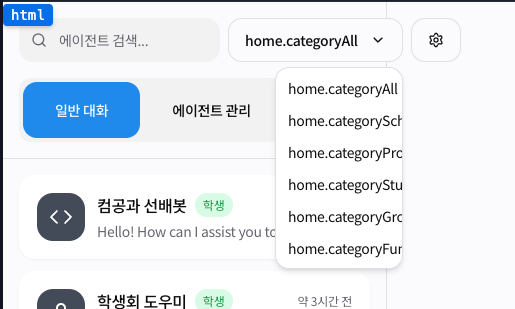 html
에이전트 검색...
home.categoryAll
일반 대화
에이전트 관리
home.categoryAll
home.categorySch
home.categoryPro
home.categoryStu
home.categoryGro
home.categoryFun
컴공과 선배봇 학생
Hello! How can I assist you to
학생회 도우미 학생 약 3시간 전